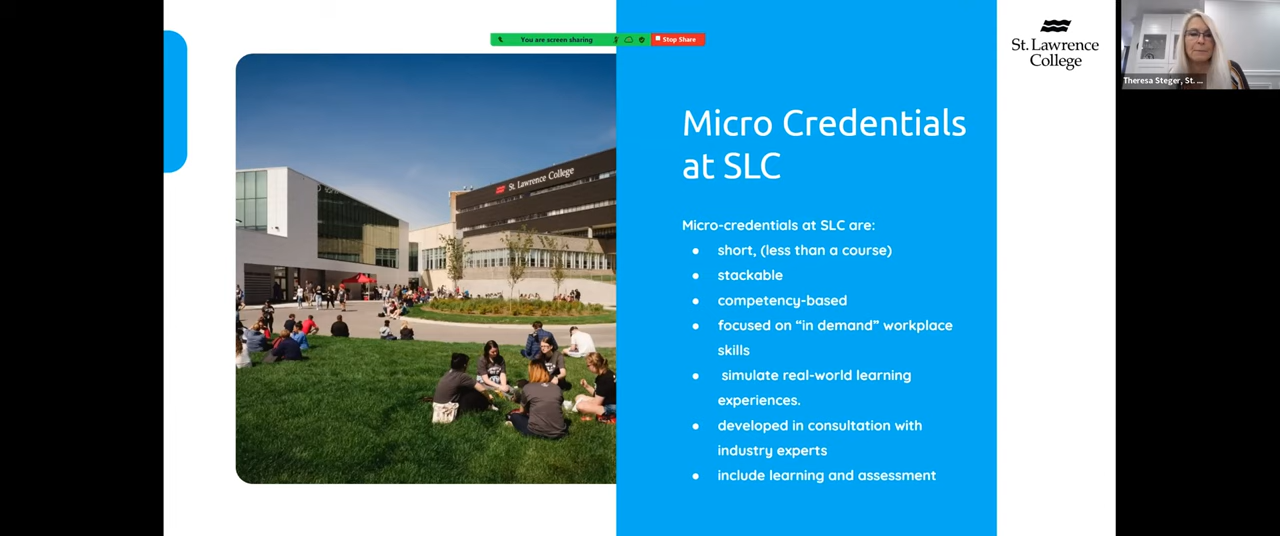 You are screen sharing
Stop Share
St. Lawrence
College
Theresa Steger, St. ...
St. Lawrence College
Micro Credentials
at SLC
Micro-credentials at SLC are:
● short, (less than a course)
● stackable
● competency-based
● focused on “in demand” workplace
skills
● simulate real-world learning
experiences.
● developed in consultation with
industry experts
● include learning and assessment